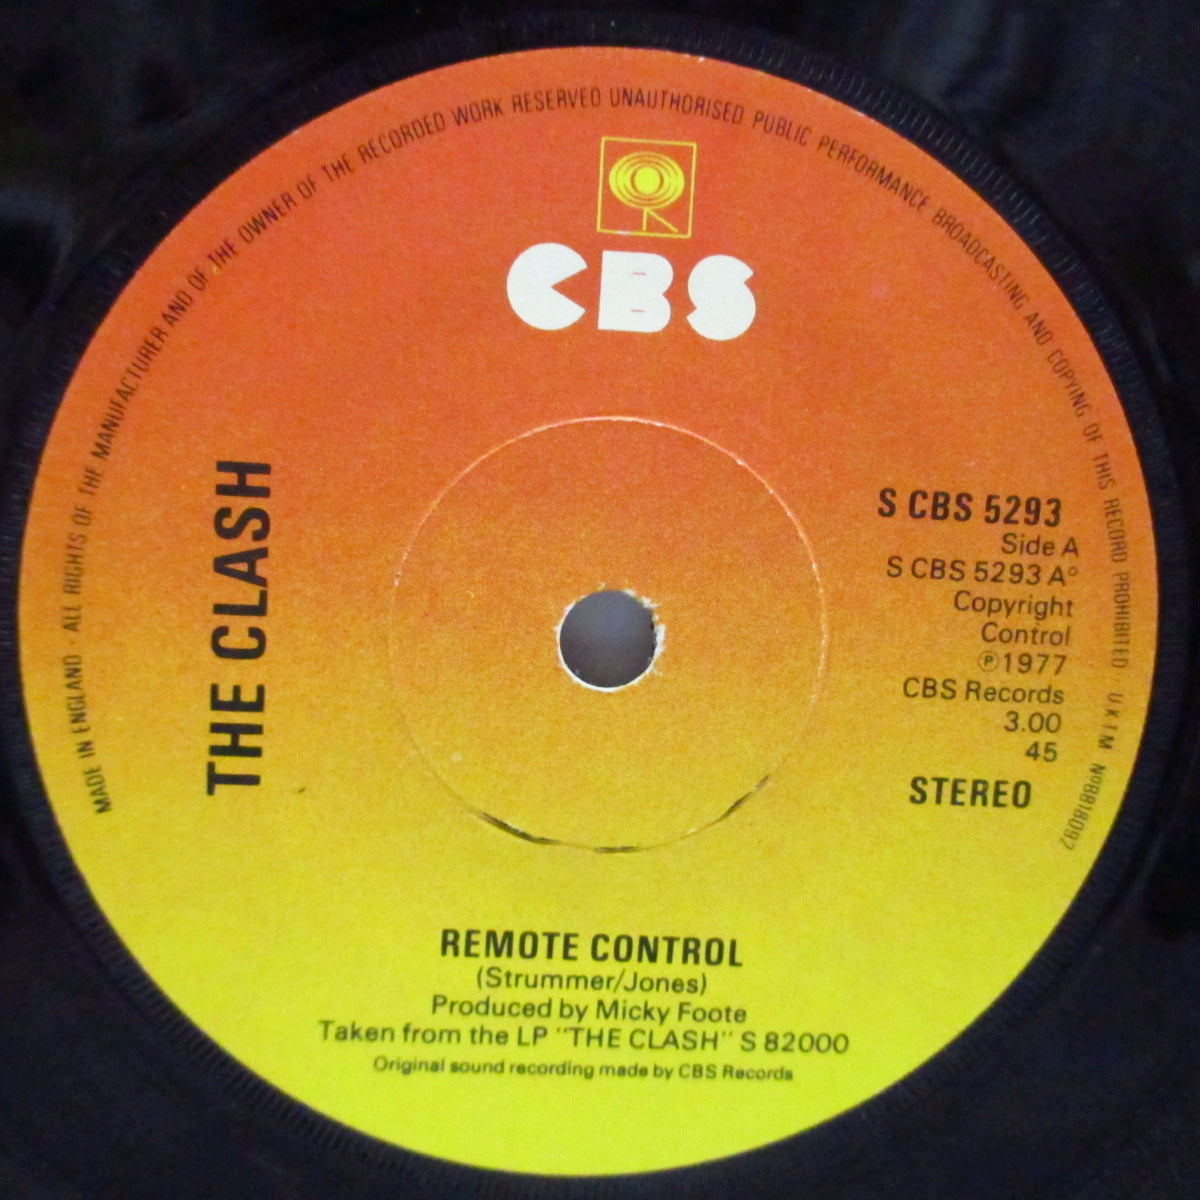 MADE IN ENGLAND · ALL RIGHTS OF THE MANUFACTURER AND OF THE OWNER OF THE RECORDED WORK RESERVED UNAUTHORISED PUBLIC PERFORMANCE BROADCASTING AND COPYING OF THIS RECORD PROHIBITED · UKIM No8818092
CBS
THE CLASH
S CBS 5293
Side A
S CBS 5293 A°
Copyright
Control
℗1977
CBS Records
3.00
45
STEREO
REMOTE CONTROL
(Strummer/Jones)
Produced by Micky Foote
Taken from the LP "THE CLASH" S 82000
Original sound recording made by CBS Records